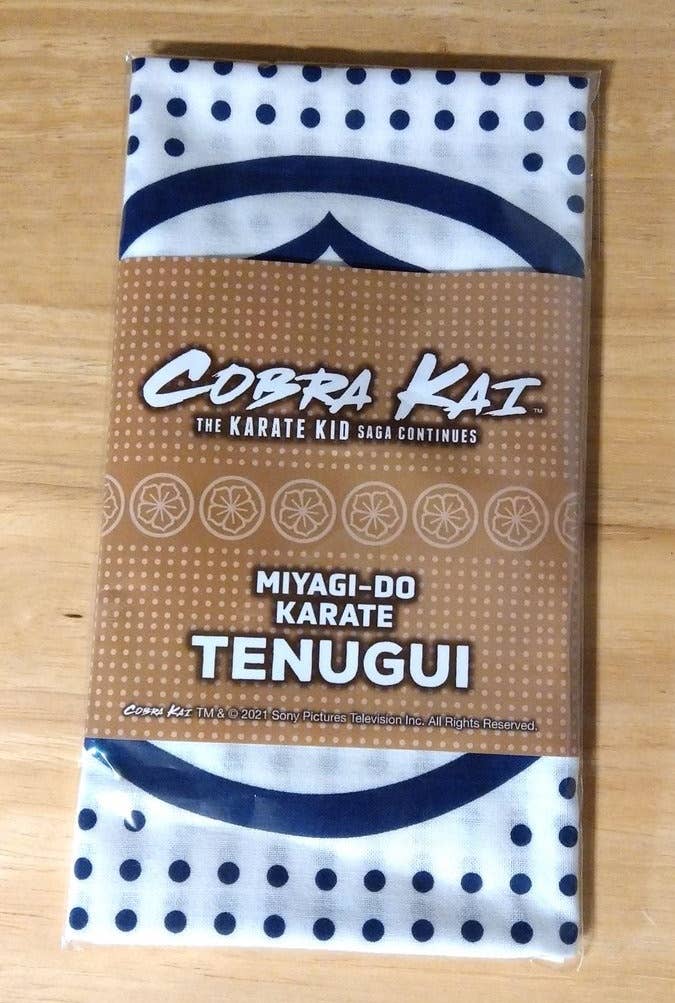 COBRA KAI™
THE KARATE KID SAGA CONTINUES
MIYAGI-DO
KARATE
TENUGUI
COBRA KAI TM & © 2021 Sony Pictures Television Inc. All Rights Reserved.